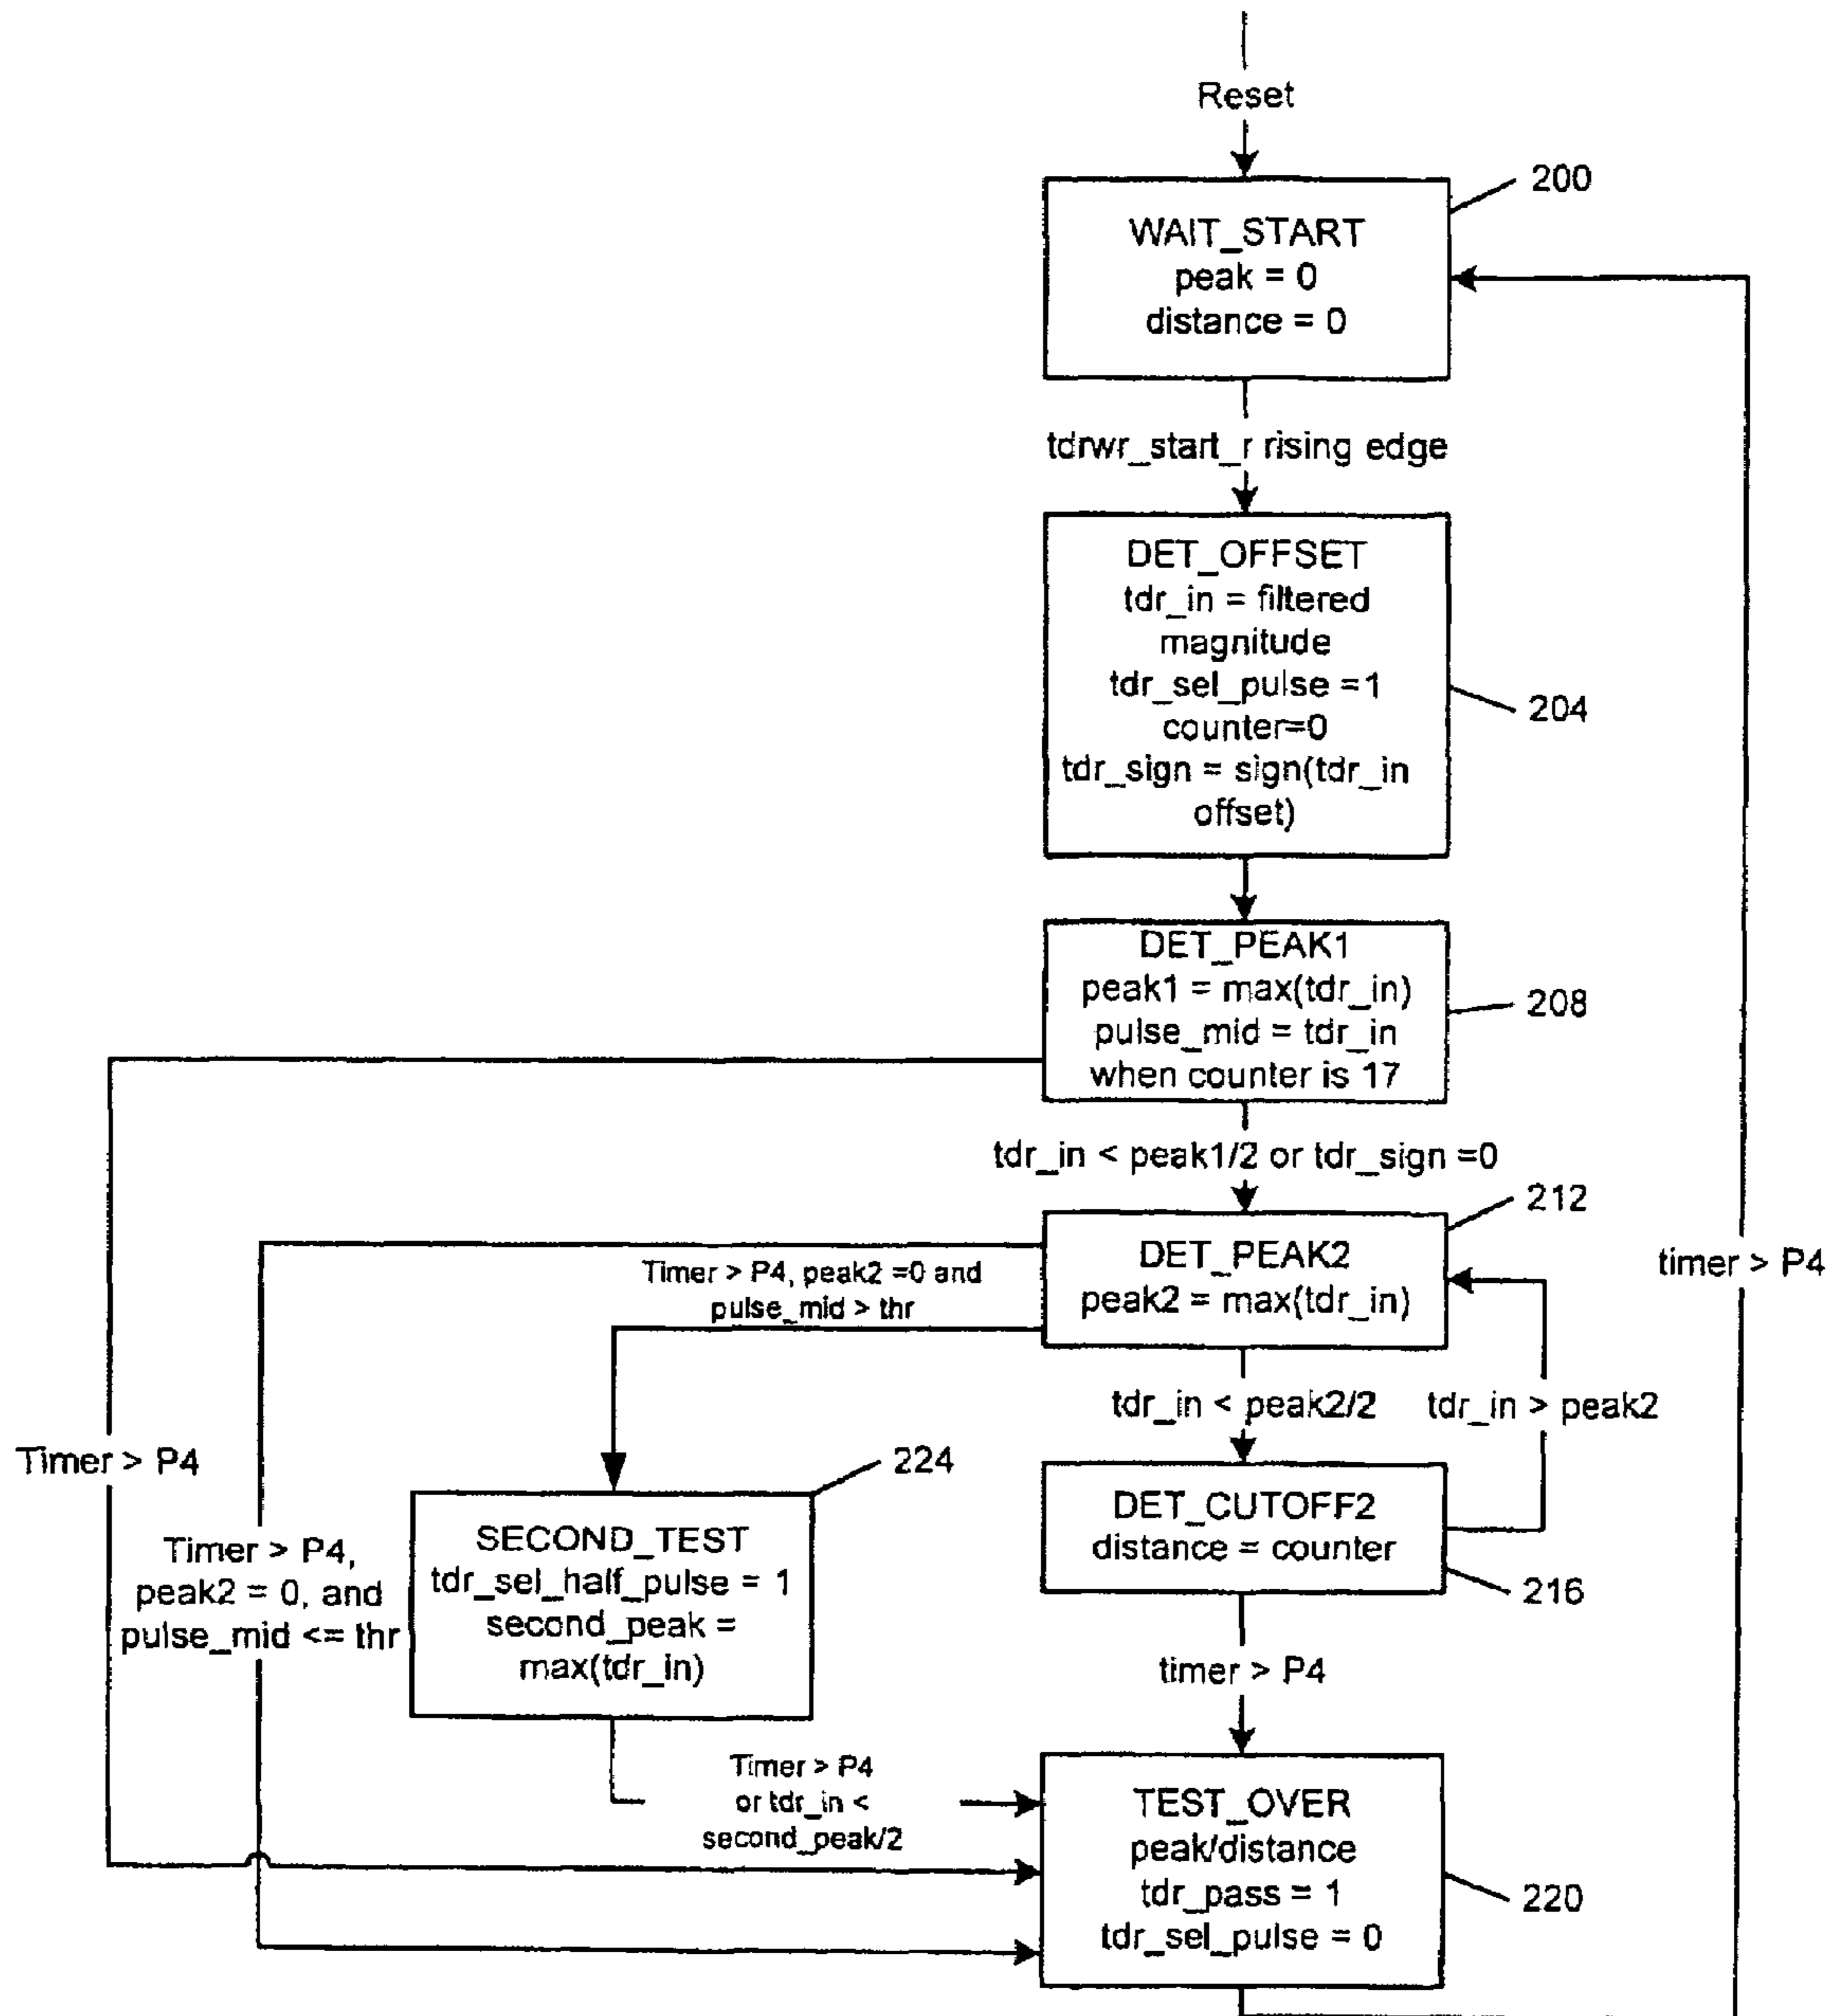 Reset
200
WAIT_START
peak = 0
distance = 0
tdrwr_start_r rising edge
DET_OFFSET
tdr_in = filtered
magnitude
tdr_sel_pulse =1
counter=0
tdr_sign = sign(tdr_in
offset)
204
DET_PEAK1
peak1 = max(tdr_in)
pulse_mid = tdr_in
when counter is 17
208
tdr_in < peak1/2 or tdr_sign =0
212
DET_PEAK2
peak2 = max(tdr_in)
Timer > P4, peak2 =0 and
pulse_mid > thr
timer > P4
tdr_in < peak2/2
tdr_in > peak2
Timer > P4
224
DET_CUTOFF2
distance = counter
216
SECOND_TEST
tdr_sel_half_pulse = 1
second_peak =
max(tdr_in)
Timer > P4,
peak2 = 0, and
pulse_mid <= thr
timer > P4
Timer > P4
or tdr_in <
second_peak/2
TEST_OVER
peak/distance
tdr_pass = 1
tdr_sel_pulse = 0
220